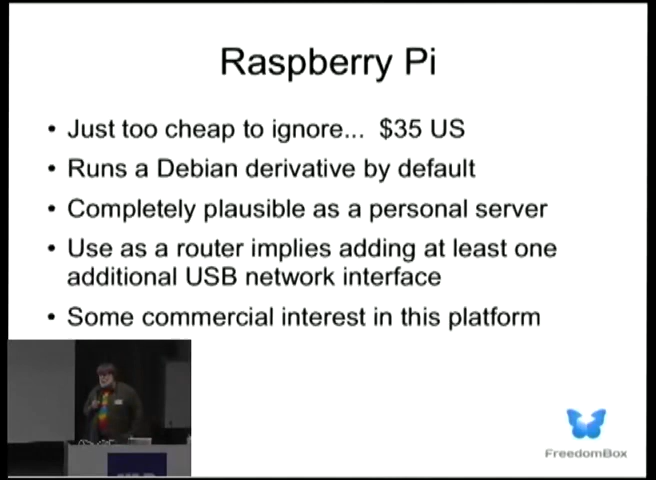 Raspberry Pi
• Just too cheap to ignore... $35 US
• Runs a Debian derivative by default
• Completely plausible as a personal server
• Use as a router implies adding at least one
additional USB network interface
• Some commercial interest in this platform
FreedomBox